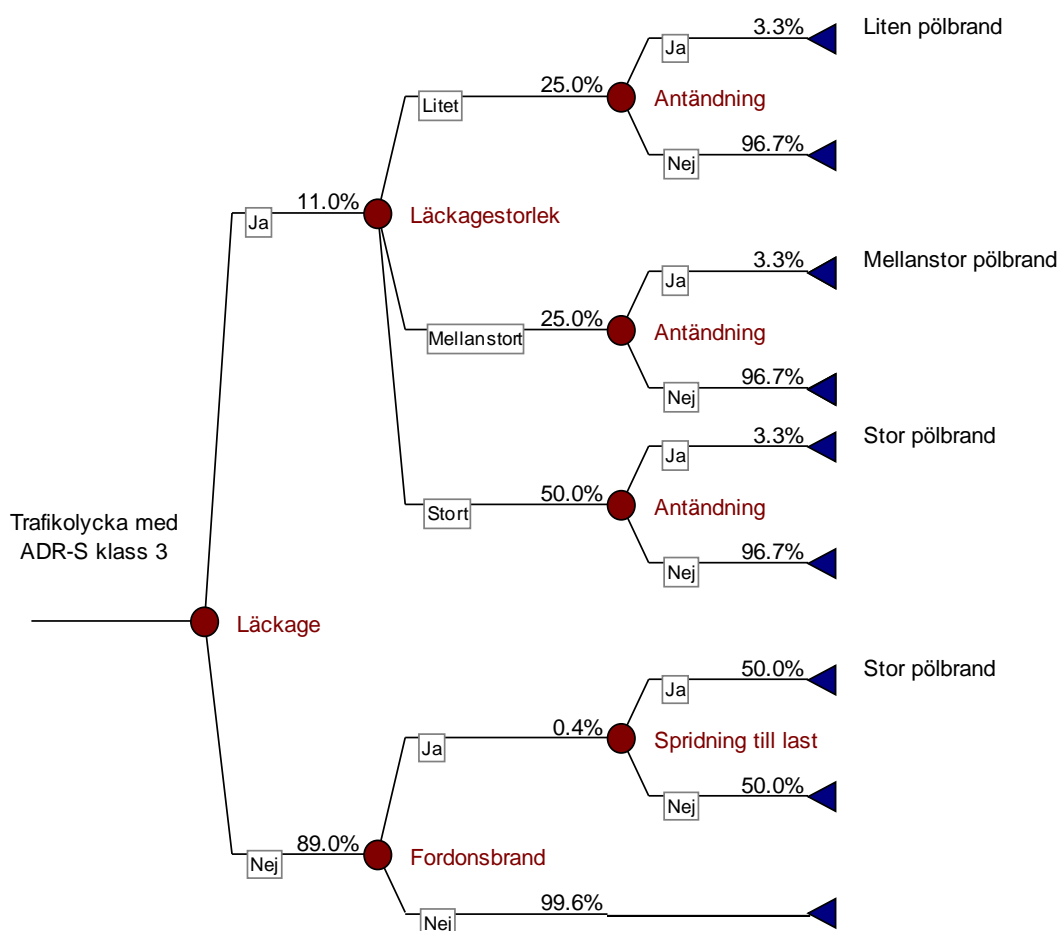 3.3%
Liten pölbrand
Ja
25.0%
Litet
Antändning
96.7%
Nej
11.0%
Ja
Läckagestorlek
3.3%
Mellanstor pölbrand
Ja
25.0%
Mellanstort
Antändning
96.7%
Nej
3.3%
Stor pölbrand
Ja
50.0%
Stort
Antändning
96.7%
Nej
Trafikolycka med
ADR-S klass 3
Läckage
50.0%
Stor pölbrand
Ja
0.4%
Ja
Spridning till last
50.0%
Nej
89.0%
Nej
Fordonsbrand
99.6%
Nej